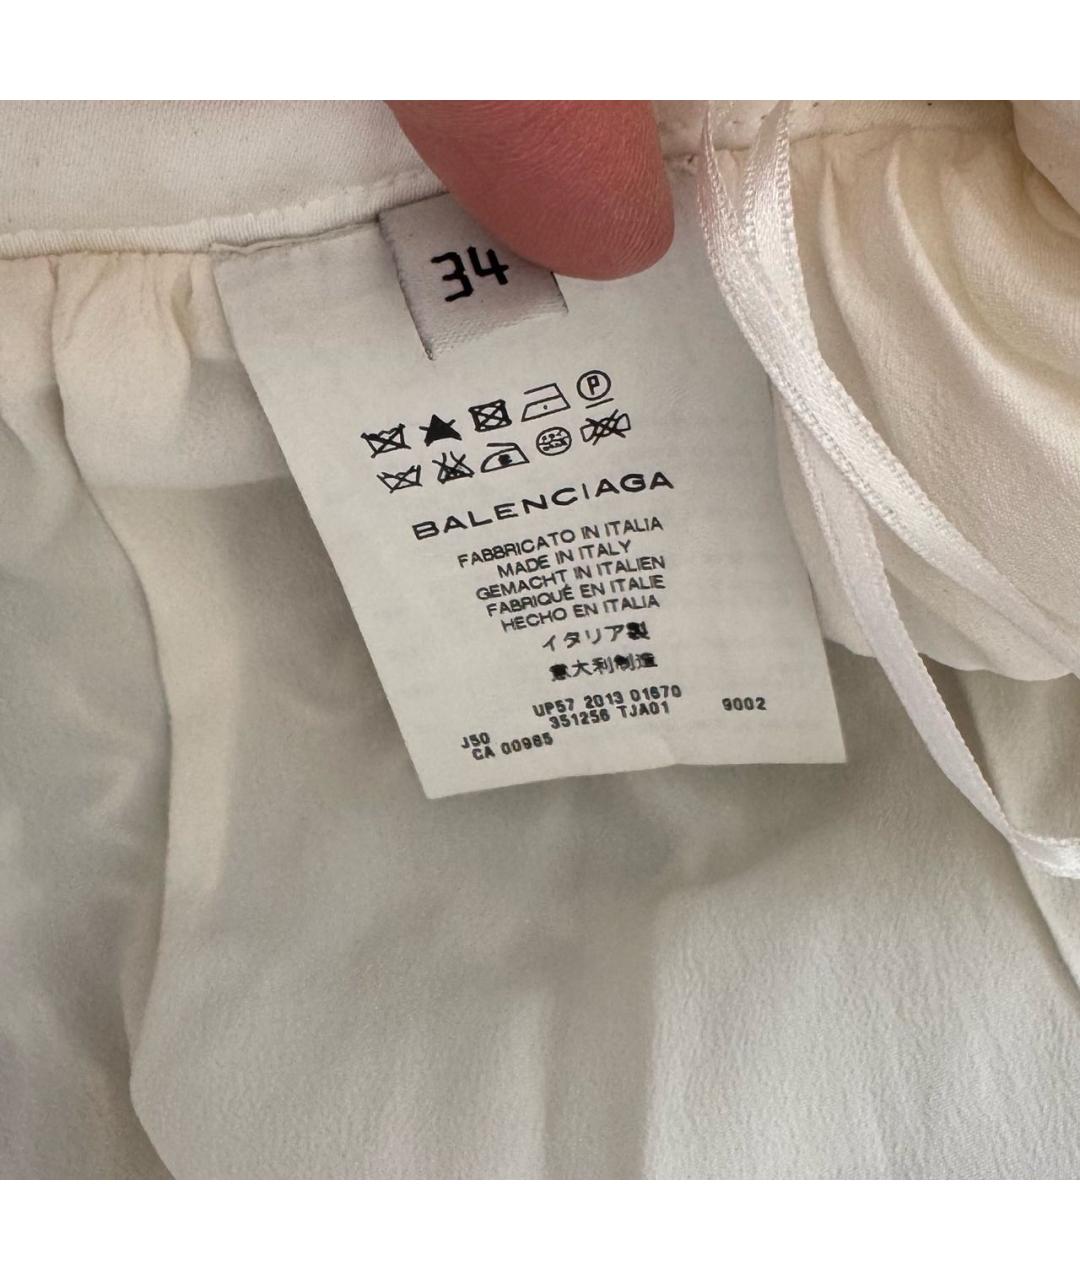 34
BALENCIAGA
FABBRICATO IN ITALIA
MADE IN ITALY
GEMACHT IN ITALIEN
FABRIQUÉ EN ITALIE
HECHO EN ITALIA
イタリア製
意大利制造
UP57 2013 01670
351256 TJA01 9002
J50
CA 00985